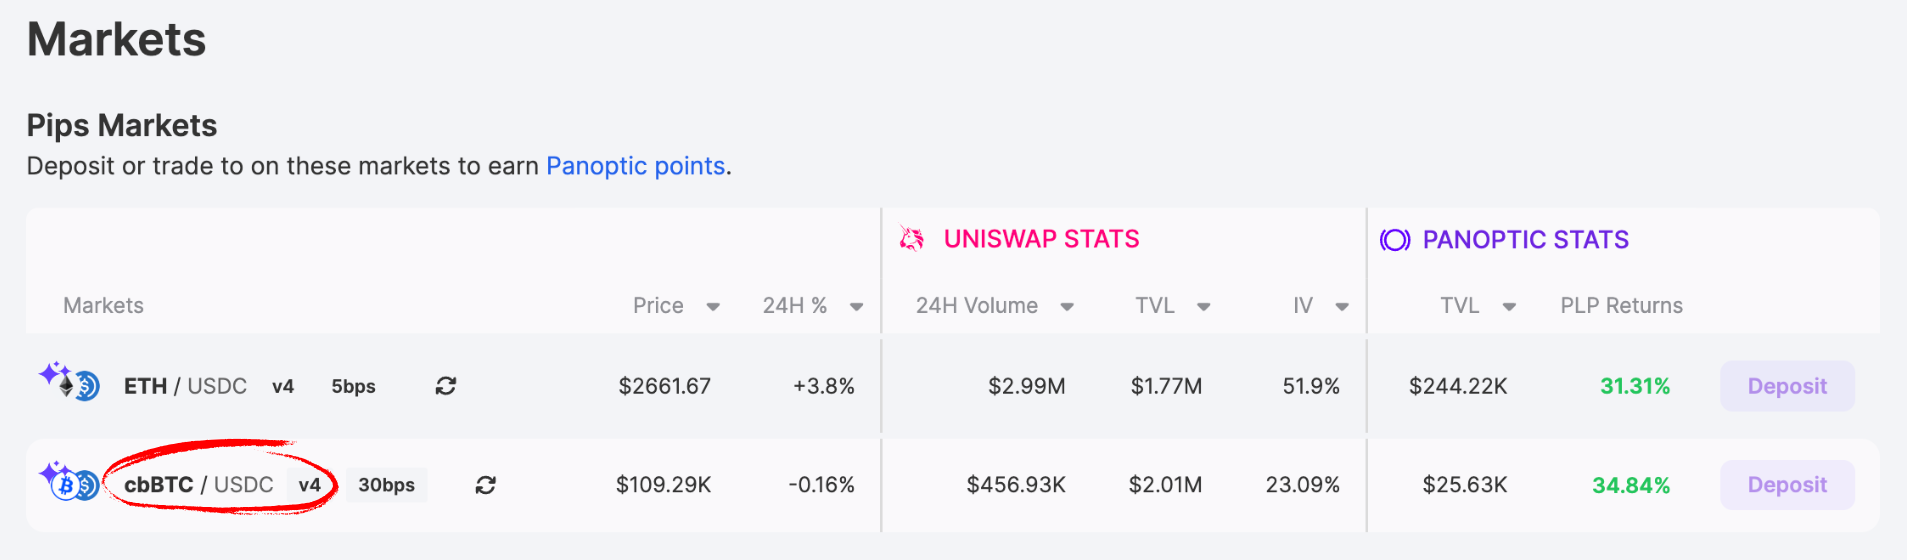 Markets
Pips Markets
Deposit or trade to on these markets to earn Panoptic points.
UNISWAP STATS PANOPTIC STATS
Markets Price 24H % 24H Volume TVL IV TVL PLP Returns
ETH / USDC v4 5bps $2661.67 +3.8% $2.99M $1.77M 51.9% $244.22K 31.31% Deposit
cbBTC / USDC v4 30bps $109.29K -0.16% $456.93K $2.01M 23.09% $25.63K 34.84% Deposit